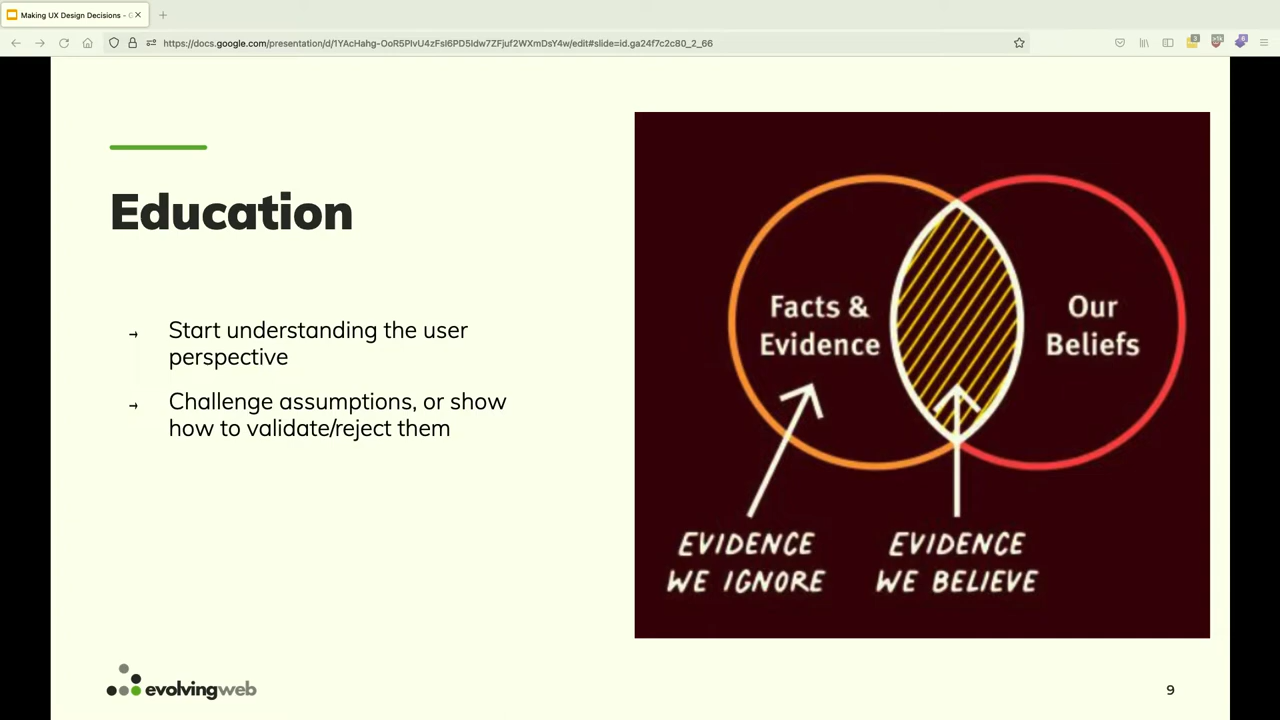 Making UX Design Decisions - G
https://docs.google.com/presentation/d/1YAcHahg-OoR5PIvU4zFsI6PD5Idw7ZFjuf2WXmDsY4w/edit#slide=id.ga24f7c2c80_2_66
Education
→ Start understanding the user
perspective
→ Challenge assumptions, or show
how to validate/reject them
Facts &
Evidence
Our
Beliefs
EVIDENCE
WE IGNORE
EVIDENCE
WE BELIEVE
evolvingweb
9